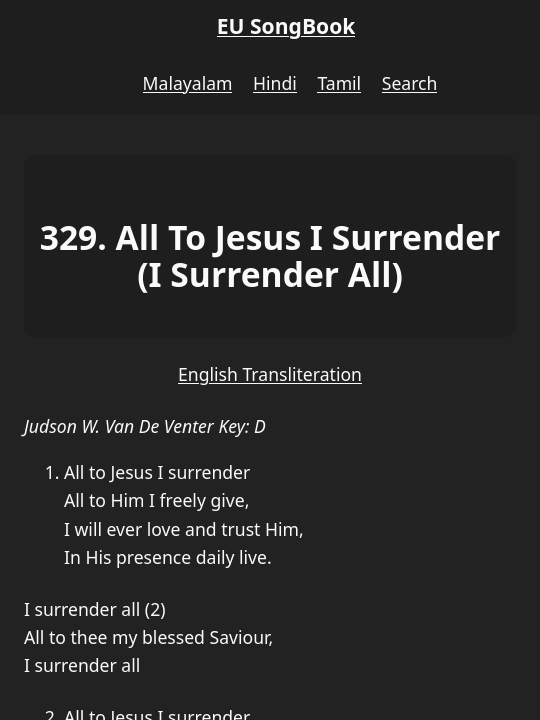 EU SongBook
Malayalam Hindi Tamil Search
329. All To Jesus I Surrender
(I Surrender All)
English Transliteration
Judson W. Van De Venter Key: D
1. All to Jesus I surrender
All to Him I freely give,
I will ever love and trust Him,
In His presence daily live.
I surrender all (2)
All to thee my blessed Saviour,
I surrender all
2. All to Jesus I surrender